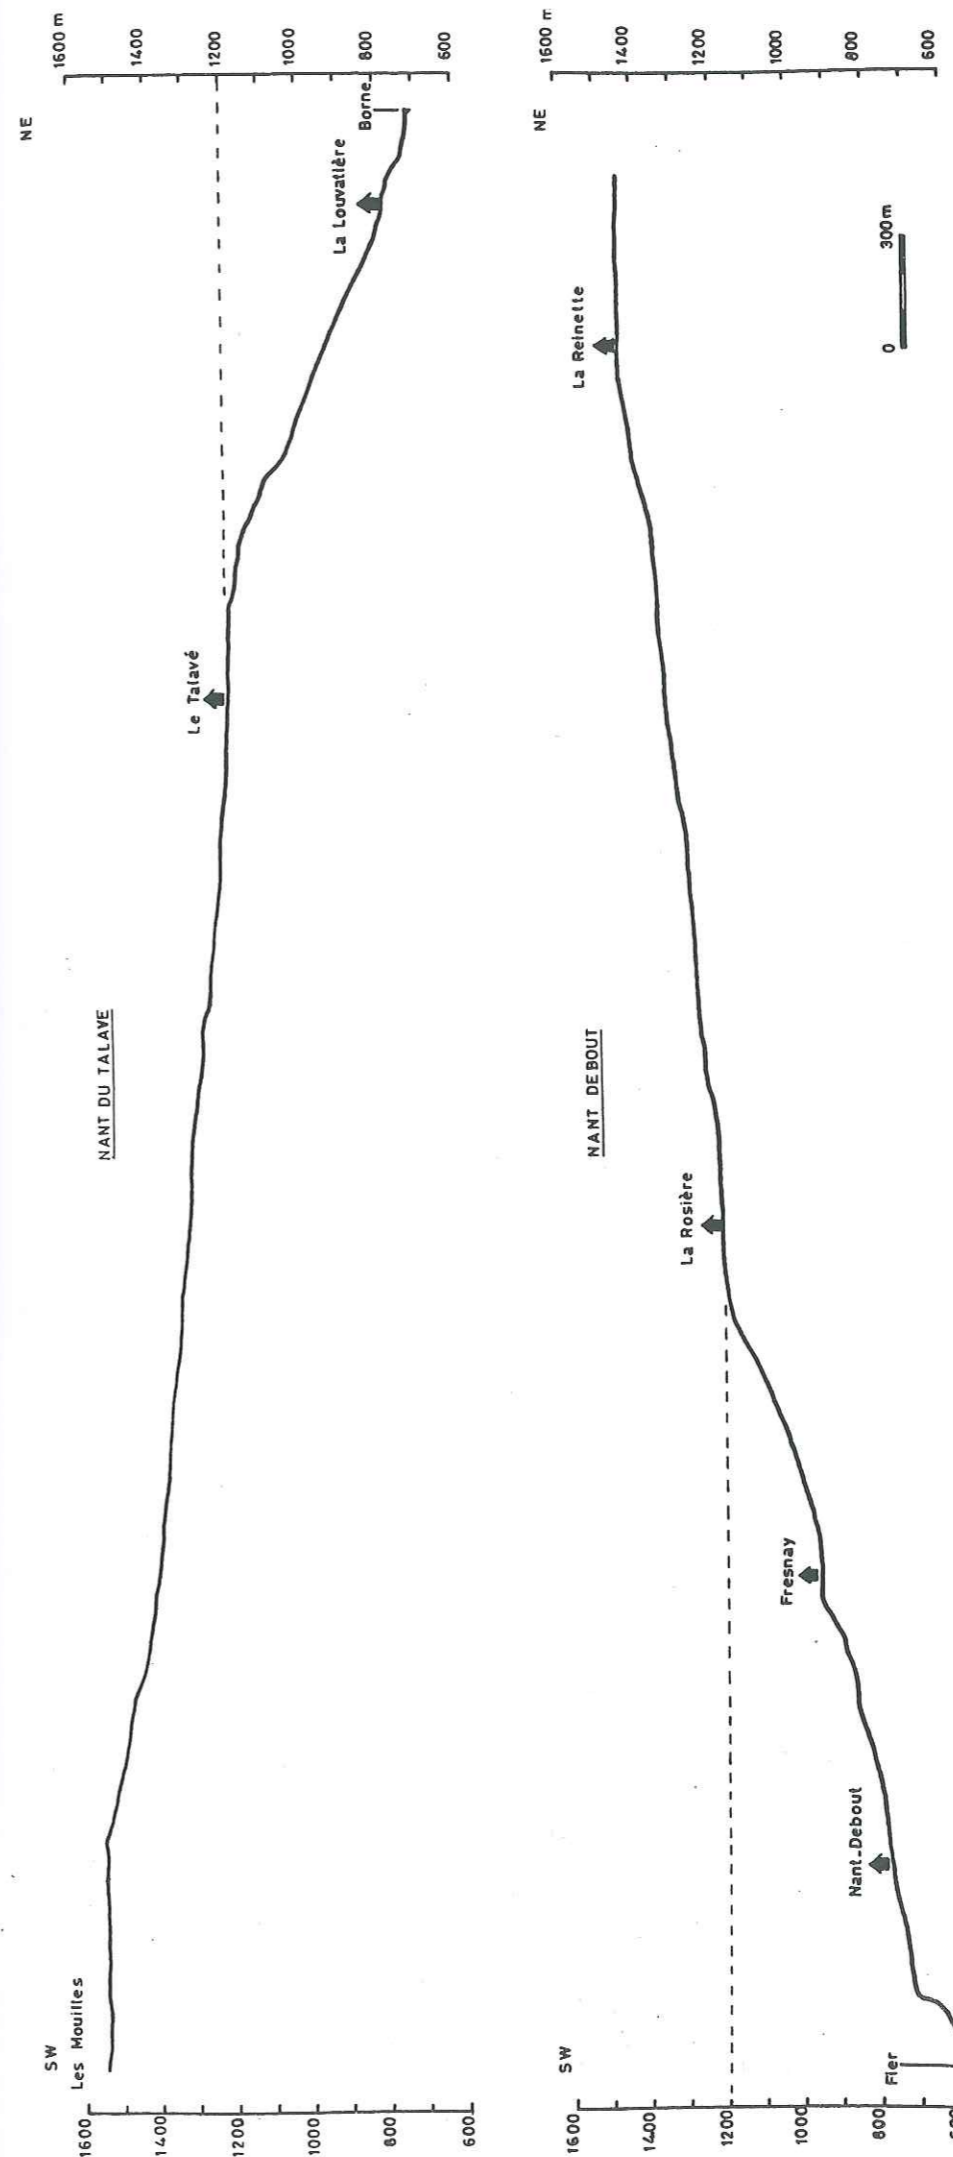 NE
1600 m
1400
1200
1000
800
600
Borne
La Louvatière
Le Talavé
NANT DU TALAVE
SW
Les Mouilles
1600
1400
1200
1000
800
600
NE
1600 m
1400
1200
1000
800
600
La Reinette
0 300m
NANT DEBOUT
La Rosière
Fresnay
Nant-Debout
SW
Fier
1600
1400
1200
1000
800